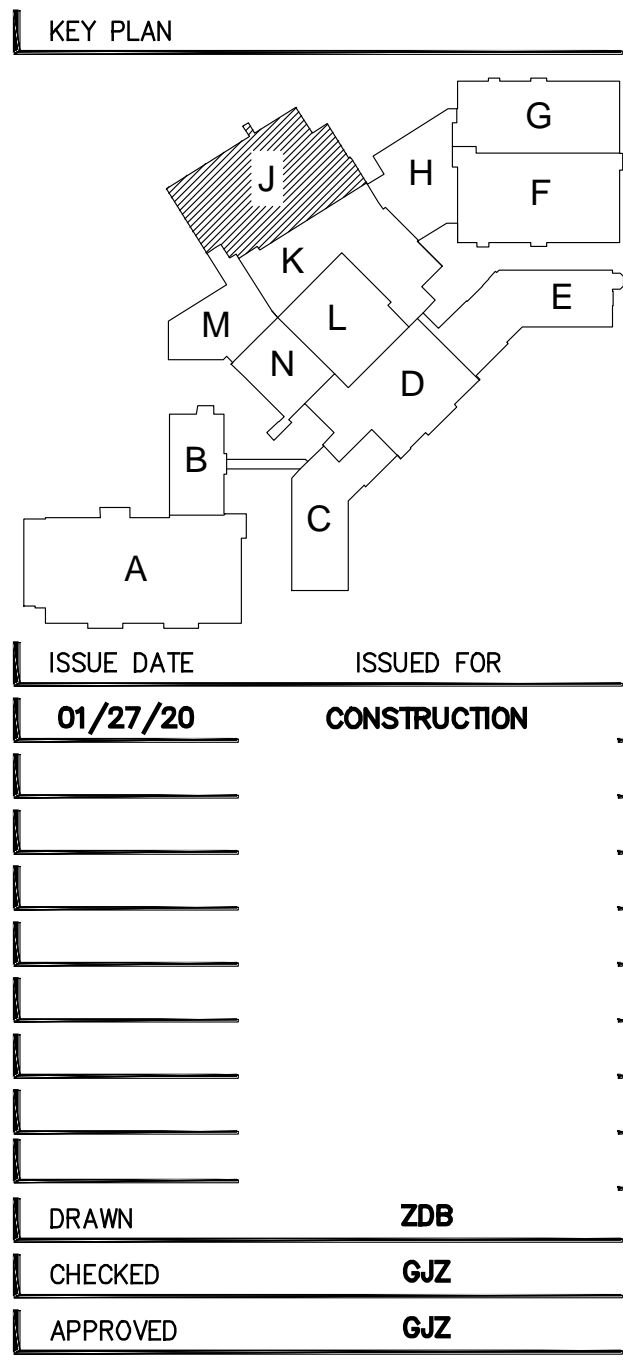 KEY PLAN
G
J
H
F
K
E
M
L
N
D
B
C
A
ISSUE DATE ISSUED FOR
01/27/20 CONSTRUCTION
DRAWN ZDB
CHECKED GJZ
APPROVED GJZ